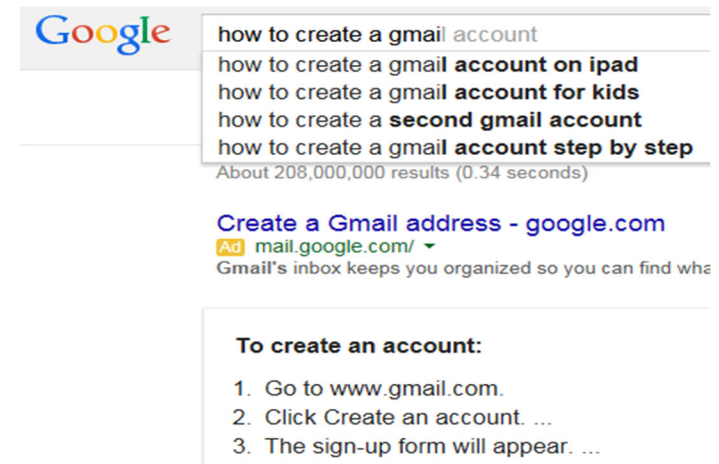 Google
how to create a gmail account
how to create a gmail account on ipad
how to create a gmail account for kids
how to create a second gmail account
how to create a gmail account step by step
About 208,000,000 results (0.34 seconds)
Create a Gmail address - google.com
Ad mail.google.com/
Gmail's inbox keeps you organized so you can find wha
To create an account:
1. Go to www.gmail.com.
2. Click Create an account. ...
3. The sign-up form will appear. ...